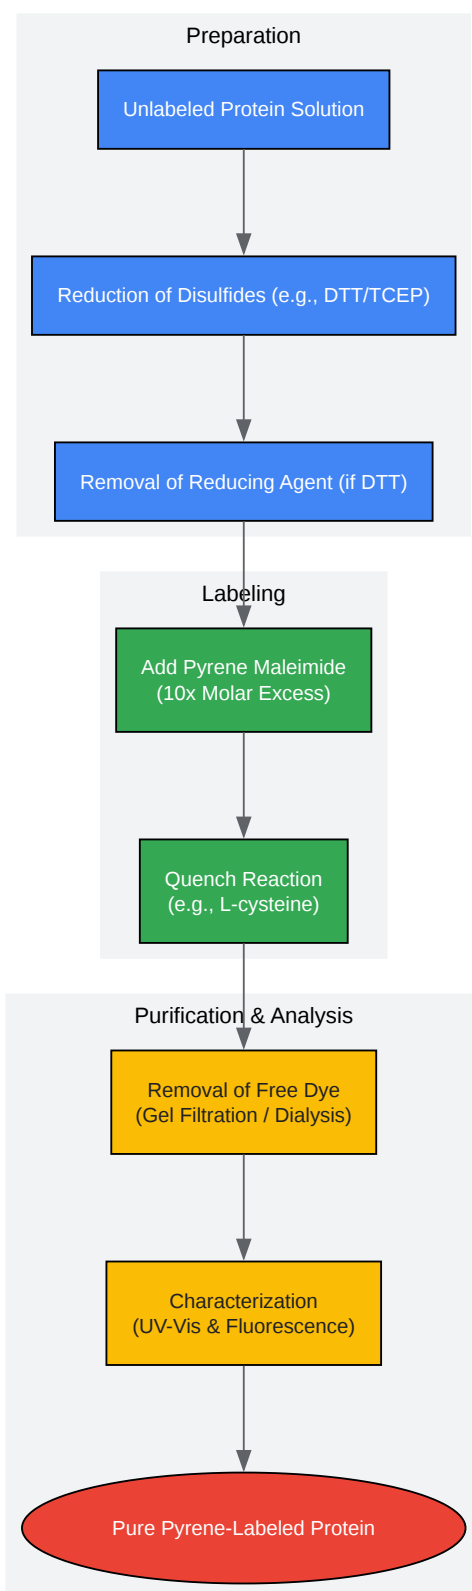 Preparation
Unlabeled Protein Solution
Reduction of Disulfides (e.g., DTT/TCEP)
Removal of Reducing Agent (if DTT)
Labeling
Add Pyrene Maleimide
(10x Molar Excess)
Quench Reaction
(e.g., L-cysteine)
Purification & Analysis
Removal of Free Dye
(Gel Filtration / Dialysis)
Characterization
(UV-Vis & Fluorescence)
Pure Pyrene-Labeled Protein